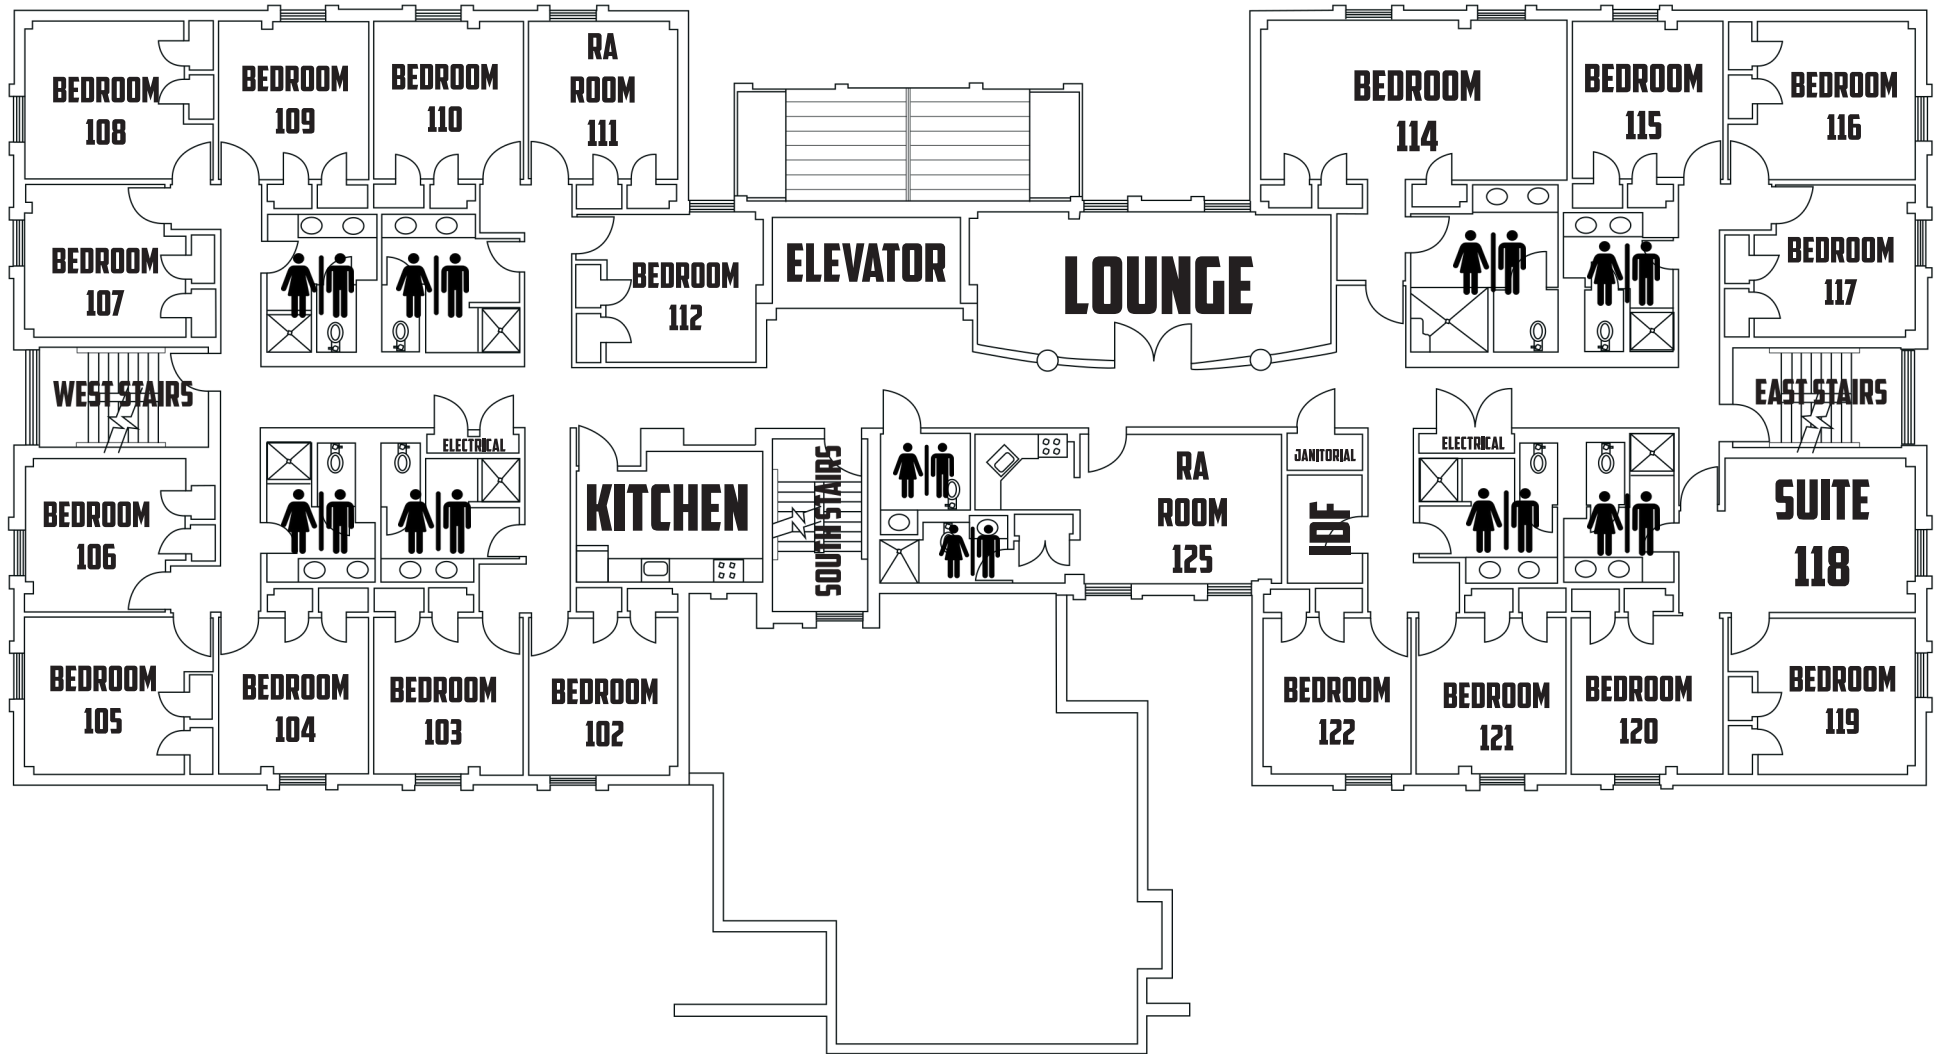 BEDROOM
108
BEDROOM
109
BEDROOM
110
RA
ROOM
111
BEDROOM
114
BEDROOM
115
BEDROOM
116
BEDROOM
107
BEDROOM
112
ELEVATOR
LOUNGE
BEDROOM
117
WEST STAIRS
EAST STAIRS
ELECTRICAL
ELECTRICAL
JANITORIAL
BEDROOM
106
KITCHEN
SOUTH STAIRS
RA
ROOM
125
IDF
SUITE
118
BEDROOM
105
BEDROOM
104
BEDROOM
103
BEDROOM
102
BEDROOM
122
BEDROOM
121
BEDROOM
120
BEDROOM
119